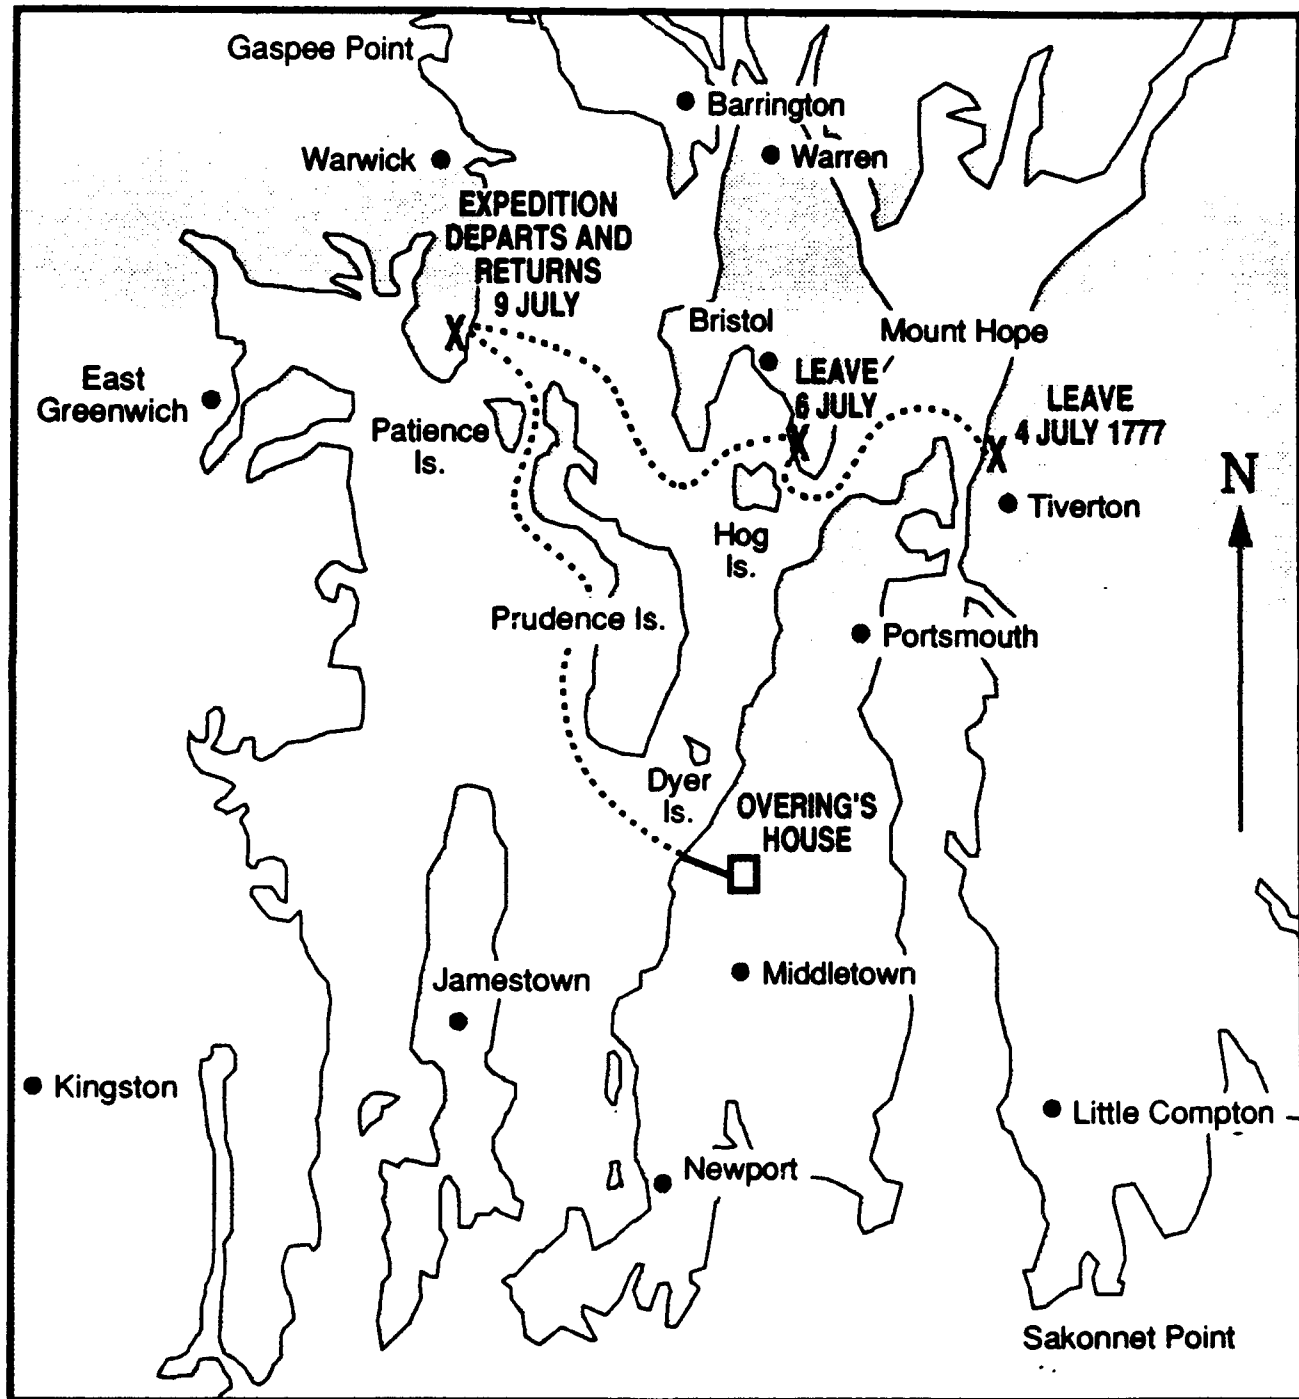 Gaspee Point
Barrington
Warwick
Warren
EXPEDITION
DEPARTS AND
RETURNS
9 JULY
X
Bristol
Mount Hope
East
Greenwich
LEAVE
6 JULY
X
LEAVE
4 JULY 1777
X
Patience
Is.
N
Tiverton
Hog
Is.
Prudence Is.
Portsmouth
Dyer
Is.
OVERING'S
HOUSE
Jamestown
Middletown
Kingston
Little Compton
Newport
Sakonnet Point